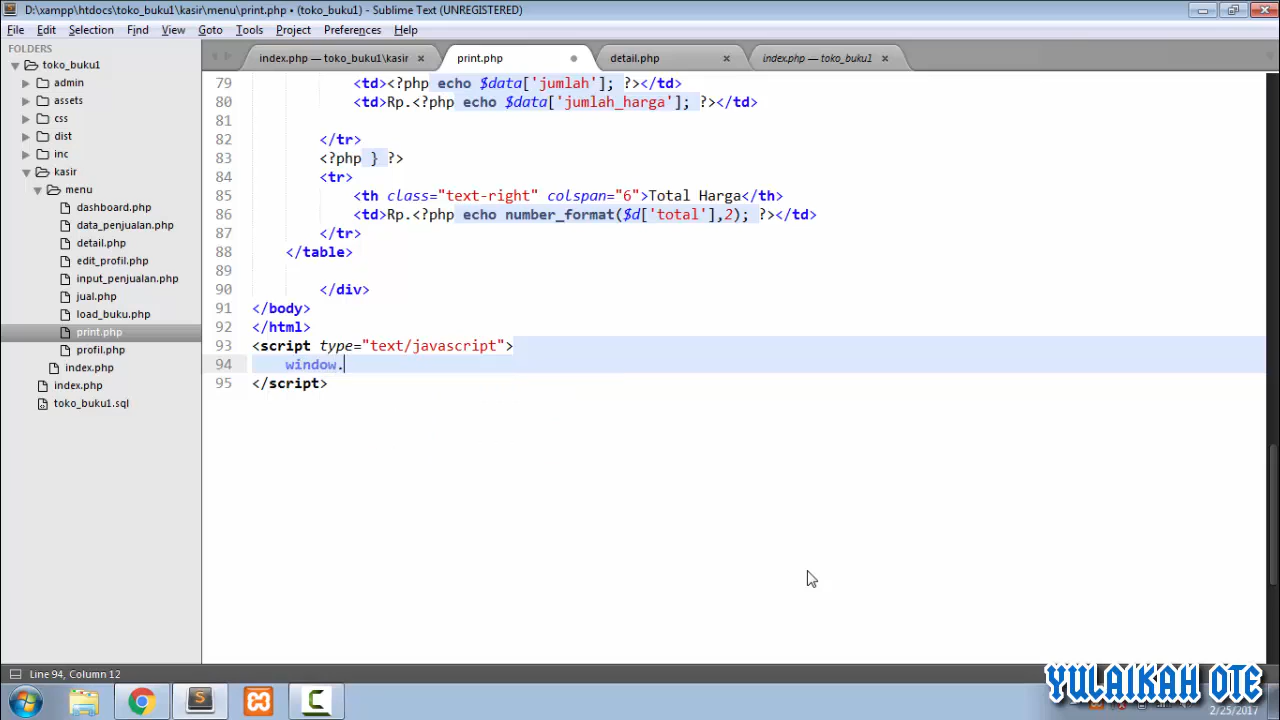 D:\xampp\htdocs\toko_buku1\kasir\menu\print.php • (toko_buku1) - Sublime Text (UNREGISTERED)
File Edit Selection Find View Goto Tools Project Preferences Help
FOLDERS
toko_buku1
admin
assets
css
dist
inc
kasir
menu
dashboard.php
data_penjualan.php
detail.php
edit_profil.php
input_penjualan.php
jual.php
load_buku.php
print.php
profil.php
index.php
index.php
toko_buku1.sql
index.php — toko_buku1\kasir × print.php detail.php × index.php — toko_buku1 ×
79 <td><?php echo $data['jumlah']; ?></td>
80 <td>Rp.<?php echo $data['jumlah_harga']; ?></td>
81
82 </tr>
83 <?php } ?>
84 <tr>
85 <th class="text-right" colspan="6">Total Harga</th>
86 <td>Rp.<?php echo number_format($d['total'],2); ?></td>
87 </tr>
88 </table>
89
90 </div>
91 </body>
92 </html>
93 <script type="text/javascript">
94 window.
95 </script>
Line 94, Column 12
YULAIKAH OTE
2/25/2017